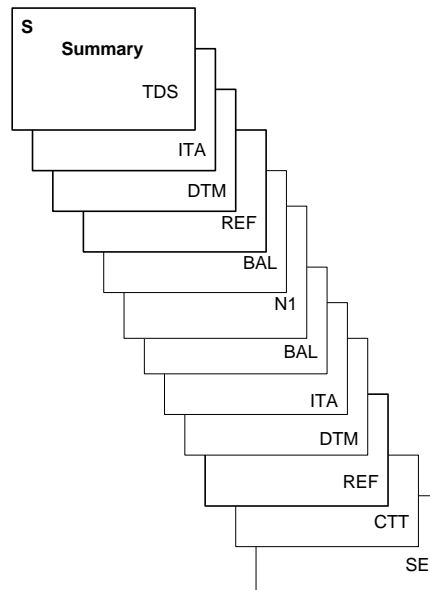 S
Summary
TDS
ITA
DTM
REF
BAL
N1
BAL
ITA
DTM
REF
CTT
SE